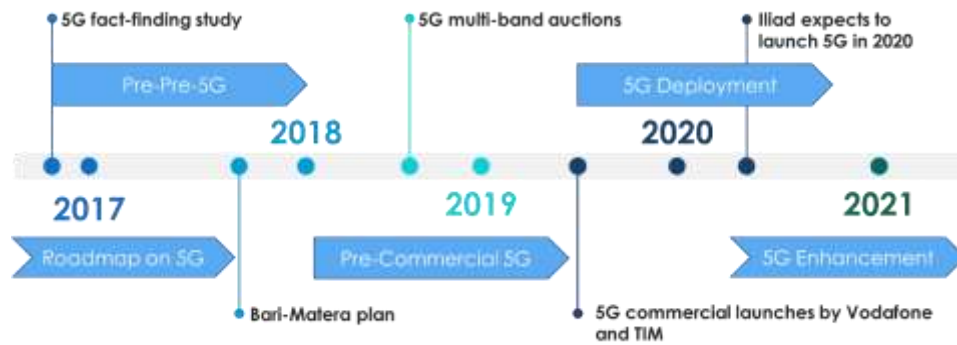 5G fact-finding study
5G multi-band auctions
Iliad expects to
launch 5G in 2020
Pre-Pre-5G
5G Deployment
2018
2020
2017
2019
2021
Roadmap on 5G
Pre-Commercial 5G
5G Enhancement
Bari-Matera plan
5G commercial launches by Vodafone
and TIM